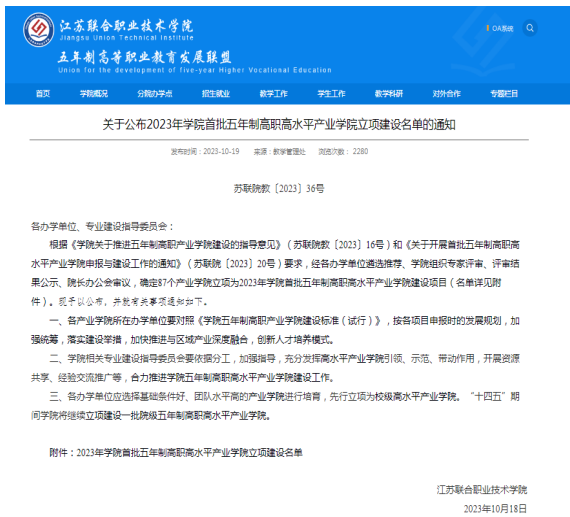 江苏联合职业技术学院
Jiangsu Union Technical Institute
OA系统
五年制高等职业教育发展联盟
Union for the development of five-year Higher Vocational Education
首页 学院概况 分院办学点 招生就业 教学工作 学生工作 教学科研 对外合作 专题栏目
关于公布2023年学院首批五年制高职高水平产业学院立项建设名单的通知
发布时间：2023-10-19 来源：教学管理处 浏览次数： 2280
苏联院教〔2023〕36号
各办学单位、专业建设指导委员会：
根据《学院关于推进五年制高职产业学院建设的指导意见》（苏联院教〔2023〕16号）和《关于开展首批五年制高职高
水平产业学院申报与建设工作的通知》（苏联院〔2023〕20号）要求，经各办学单位遴选推荐、学院组织专家评审、评审结
果公示、院长办公会审议，确定87个产业学院立项为2023年学院首批五年制高职高水平产业学院建设项目（名单详见附
件）。现予以公布，并就有关事项通知如下。
一、各产业学院所在办学单位要对照《学院五年制高职产业学院建设标准（试行）》，按各项目申报时的发展规划，加
强统筹，落实建设举措，加快推进与区域产业深度融合，创新人才培养模式。
二、学院相关专业建设指导委员会要依据分工，加强指导，充分发挥高水平产业学院引领、示范、带动作用，开展资源
共享、经验交流推广等，合力推进学院五年制高职高水平产业学院建设工作。
三、各办学单位应选择基础条件好、团队水平高的产业学院进行培育，先行立项为校级高水平产业学院。“十四五”期
间学院将继续立项建设一批院级五年制高职高水平产业学院。
附件：2023年学院首批五年制高职高水平产业学院立项建设名单
江苏联合职业技术学院
2023年10月18日